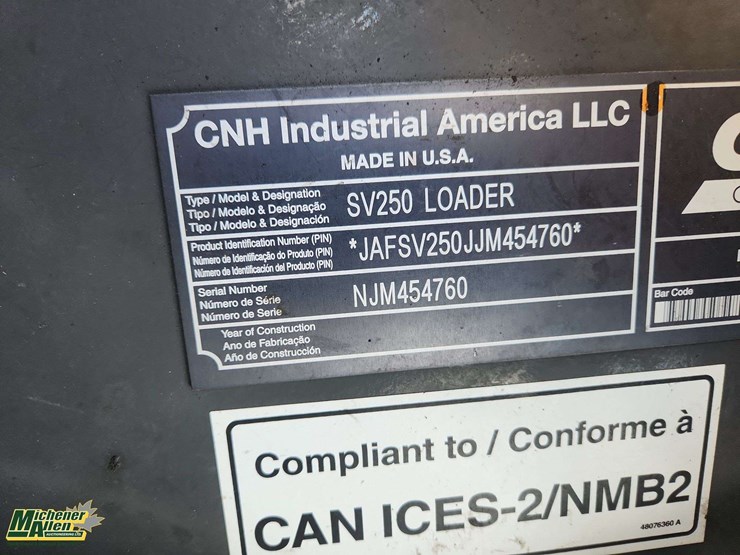 CNH Industrial America LLC
MADE IN U.S.A.
Type / Model & Designation
Tipo / Modelo & Designação
Tipo / Modelo & Designación
SV250 LOADER
Product Identification Number (PIN)
Número de Identificação do Produto (PIN)
Número de Identificación del Producto (PIN)
*JAFSV250JJM454760*
Serial Number
Número de Série
Número de Serie
NJM454760
Year of Construction
Ano de Fabricação
Año de Construcción
Bar Code
Compliant to / Conforme à
CAN ICES-2/NMB2
48076360 A
Michener
Allen
AUCTIONEERING LTD.